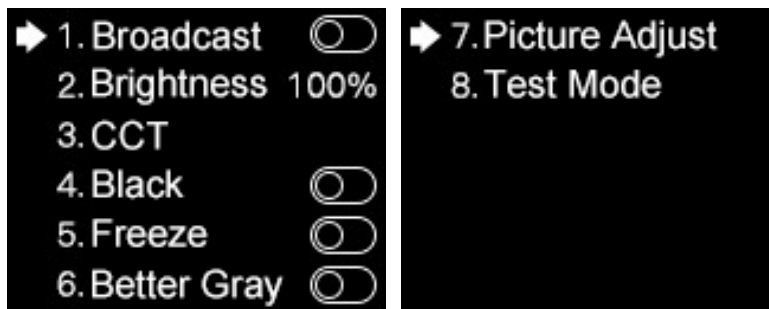 1. Broadcast
2. Brightness 100%
3. CCT
4. Black
5. Freeze
6. Better Gray
7. Picture Adjust
8. Test Mode